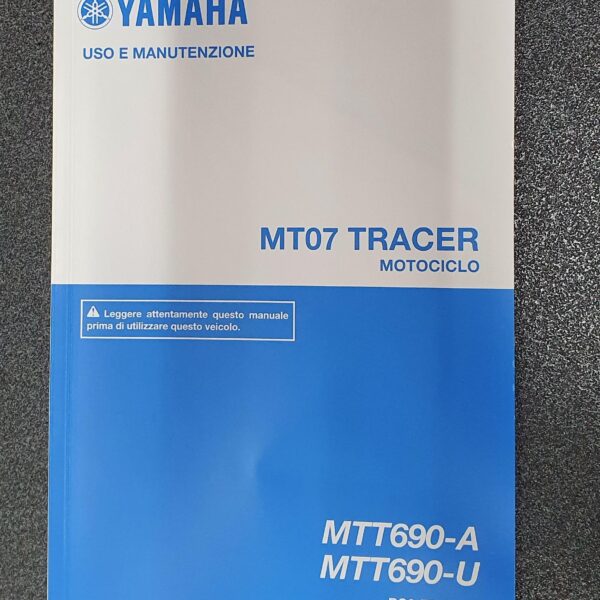 YAMAHA
USO E MANUTENZIONE
MT07 TRACER
MOTOCICLO
Leggere attentamente questo manuale
prima di utilizzare questo veicolo.
MTT690-A
MTT690-U